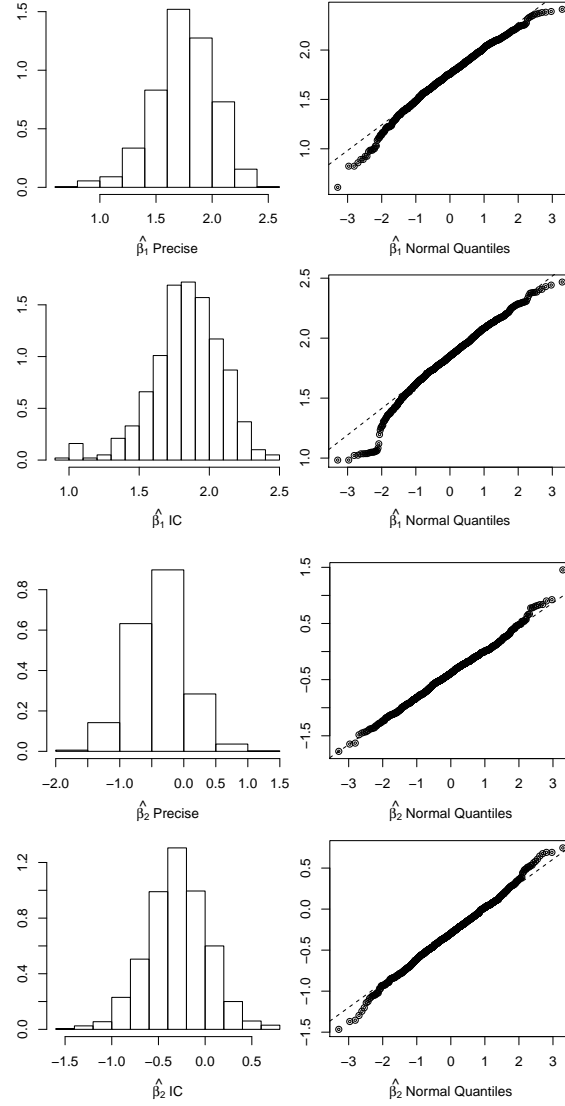 0.0 0.5 1.0 1.5
1.0 1.5 2.0 2.5
β̂₁ Precise
1.0 1.5 2.0
−3 −2 −1 0 1 2 3
β̂₁ Normal Quantiles
0.0 0.5 1.0 1.5
1.0 1.5 2.0 2.5
β̂₁ IC
1.0 1.5 2.0 2.5
−3 −2 −1 0 1 2 3
β̂₁ Normal Quantiles
0.0 0.2 0.4 0.6 0.8
−2.0 −1.0 0.0 0.5 1.0 1.5
β̂₂ Precise
−1.5 −0.5 0.5 1.5
−3 −2 −1 0 1 2 3
β̂₂ Normal Quantiles
0.0 0.4 0.8 1.2
−1.5 −1.0 −0.5 0.0 0.5
β̂₂ IC
−1.5 −1.0 −0.5 0.0 0.5
−3 −2 −1 0 1 2 3
β̂₂ Normal Quantiles